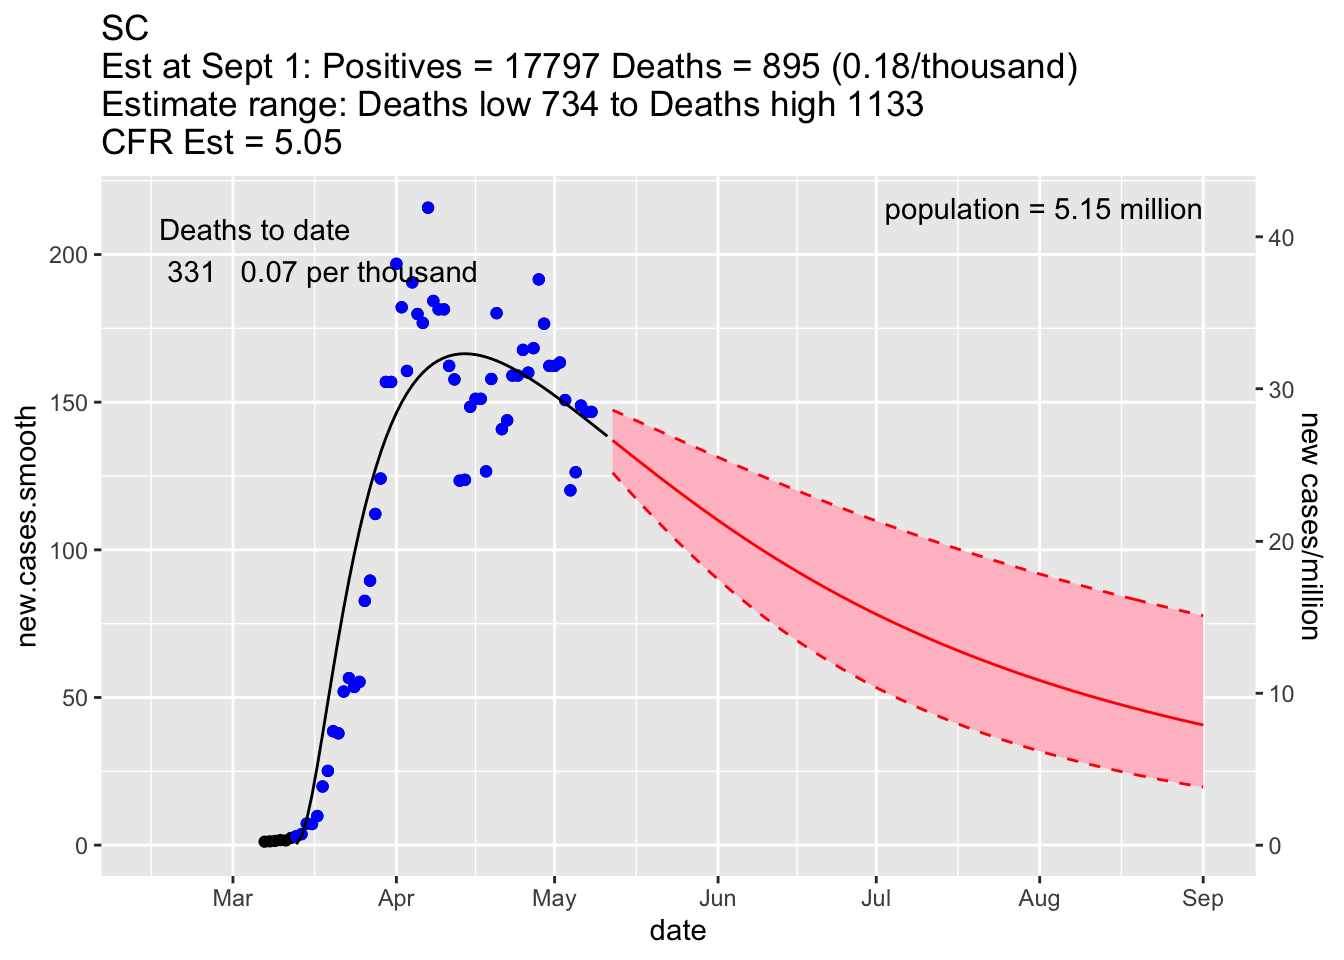 SC
Est at Sept 1: Positives = 17797 Deaths = 895 (0.18/thousand)
Estimate range: Deaths low 734 to Deaths high 1133
CFR Est = 5.05
population = 5.15 million
Deaths to date
331 0.07 per thousand
200
150
100
50
0
new.cases.smooth
40
30
20
10
0
new cases/million
Mar Apr May Jun Jul Aug Sep
date